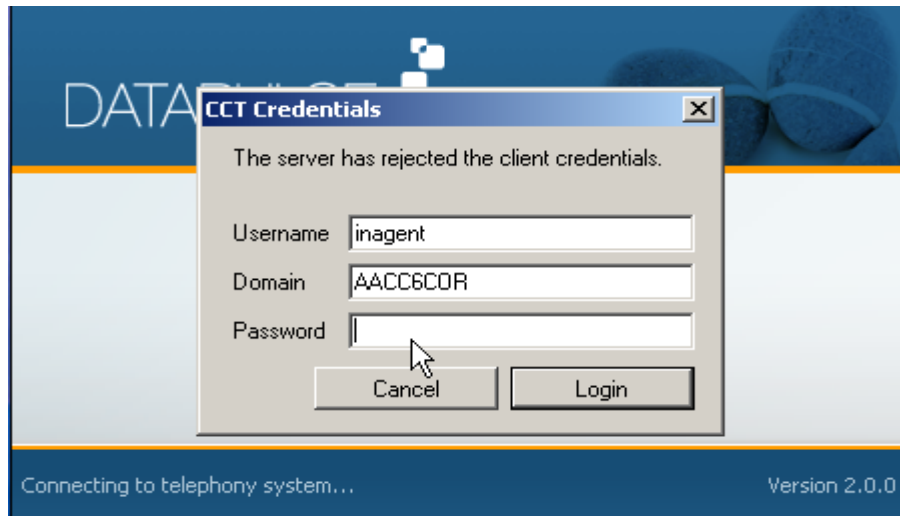 DATA
CCT Credentials
The server has rejected the client credentials.
Username inagent
Domain AACC6COR
Password
Cancel Login
Connecting to telephony system... Version 2.0.0